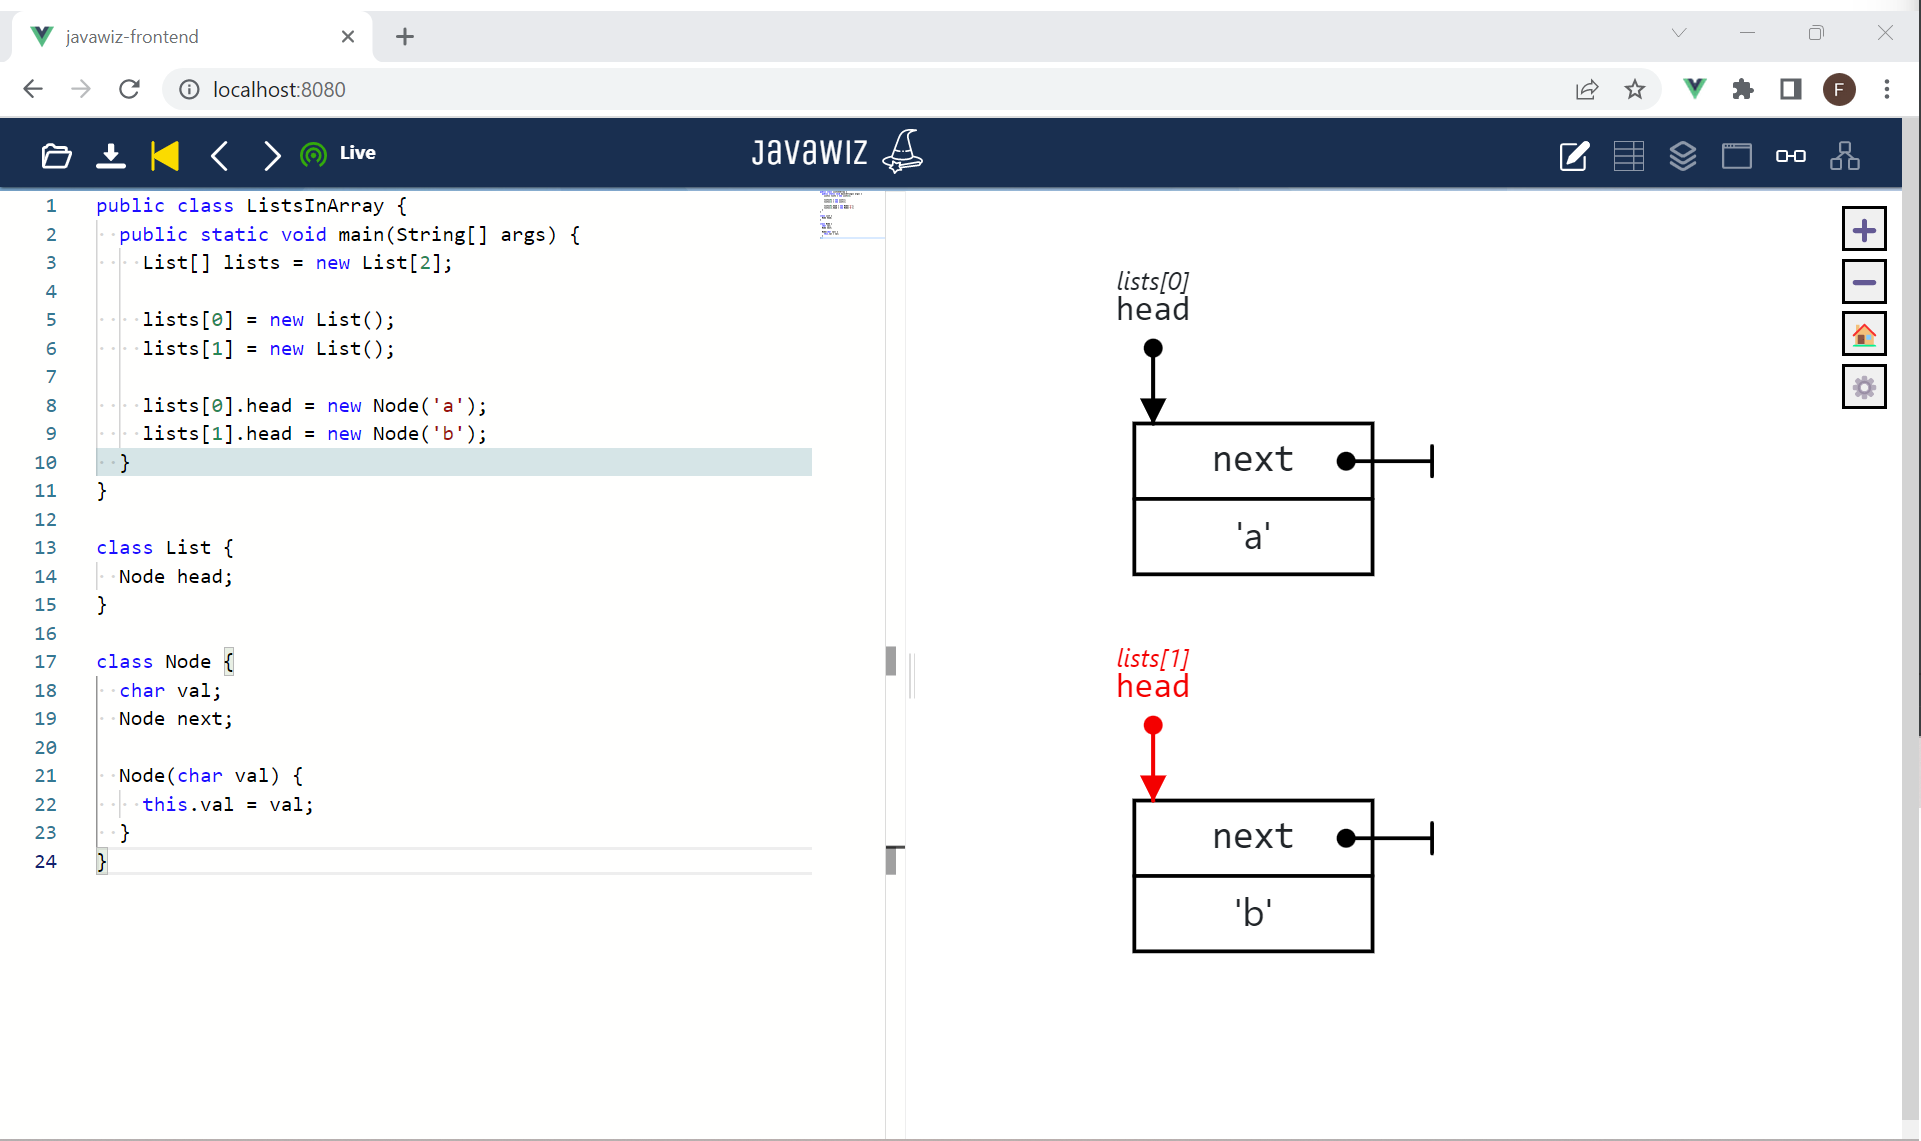 javawiz-frontend
localhost:8080
F
Live
JavaWIZ
1 public class ListsInArray {
2 public static void main(String[] args) {
3 List[] lists = new List[2];
4
5 lists[0] = new List();
6 lists[1] = new List();
7
8 lists[0].head = new Node('a');
9 lists[1].head = new Node('b');
10 }
11 }
12
13 class List {
14 Node head;
15 }
16
17 class Node {
18 char val;
19 Node next;
20
21 Node(char val) {
22 this.val = val;
23 }
24 }
lists[0]
head
next
'a'
lists[1]
head
next
'b'